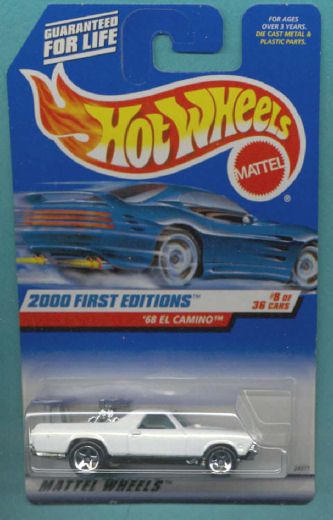 GUARANTEED
FOR LIFE
FOR AGES
OVER 3 YEARS.
DIE CAST METAL &
PLASTIC PARTS.
Hot Wheels
MATTEL
®
2000 FIRST EDITIONS™
#8 OF
36 CARS
'68 EL CAMINO™
MATTEL WHEELS